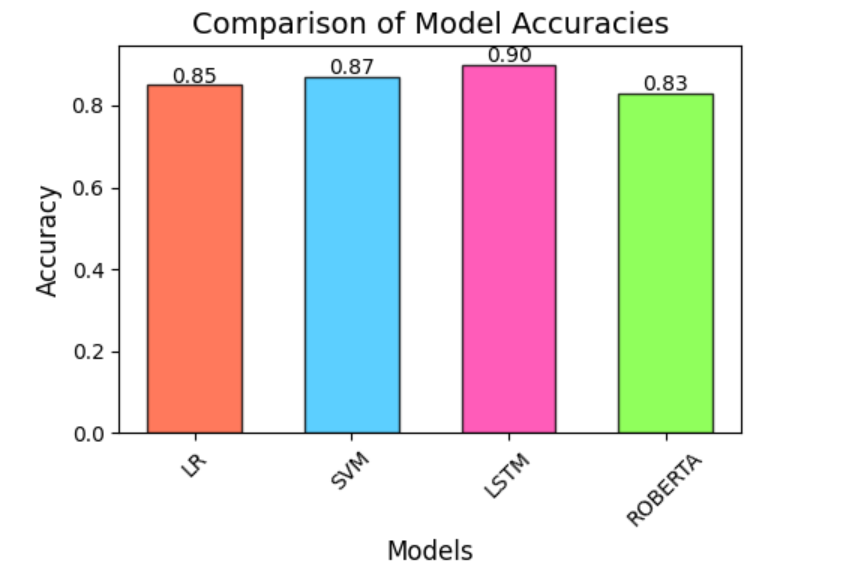 Comparison of Model Accuracies
0.85
0.87
0.90
0.83
Accuracy
0.8
0.6
0.4
0.2
0.0
LR
SVM
LSTM
ROBERTA
Models